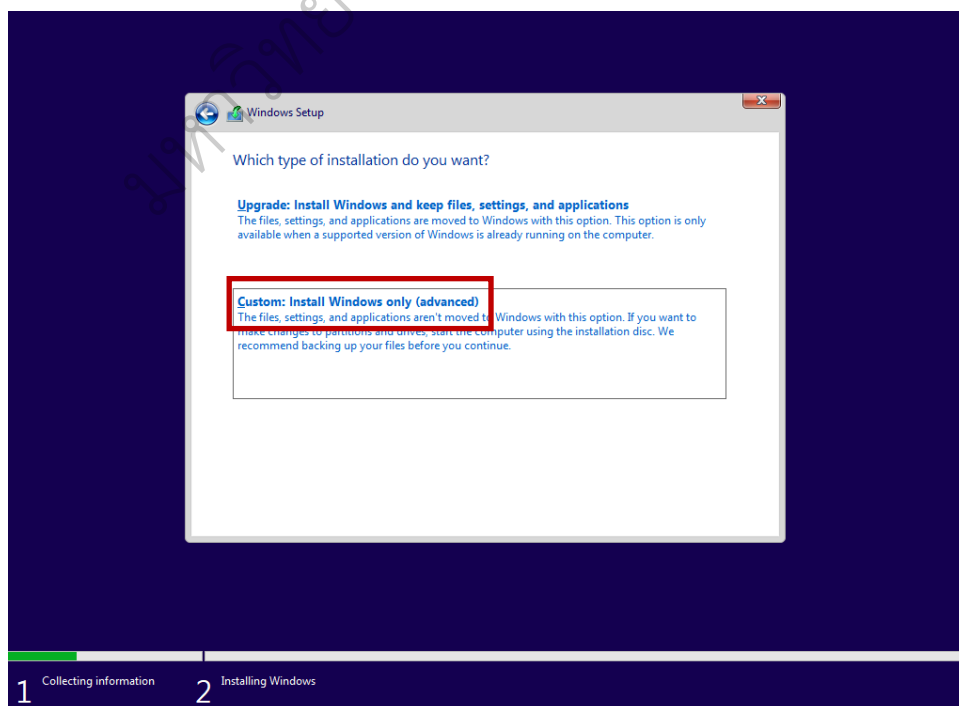 Windows Setup
Which type of installation do you want?
Upgrade: Install Windows and keep files, settings, and applications
The files, settings, and applications are moved to Windows with this option. This option is only
available when a supported version of Windows is already running on the computer.
Custom: Install Windows only (advanced)
The files, settings, and applications aren't moved to Windows with this option. If you want to
make changes to partitions and drives, start the computer using the installation disc. We
recommend backing up your files before you continue.
1 Collecting information
2 Installing Windows